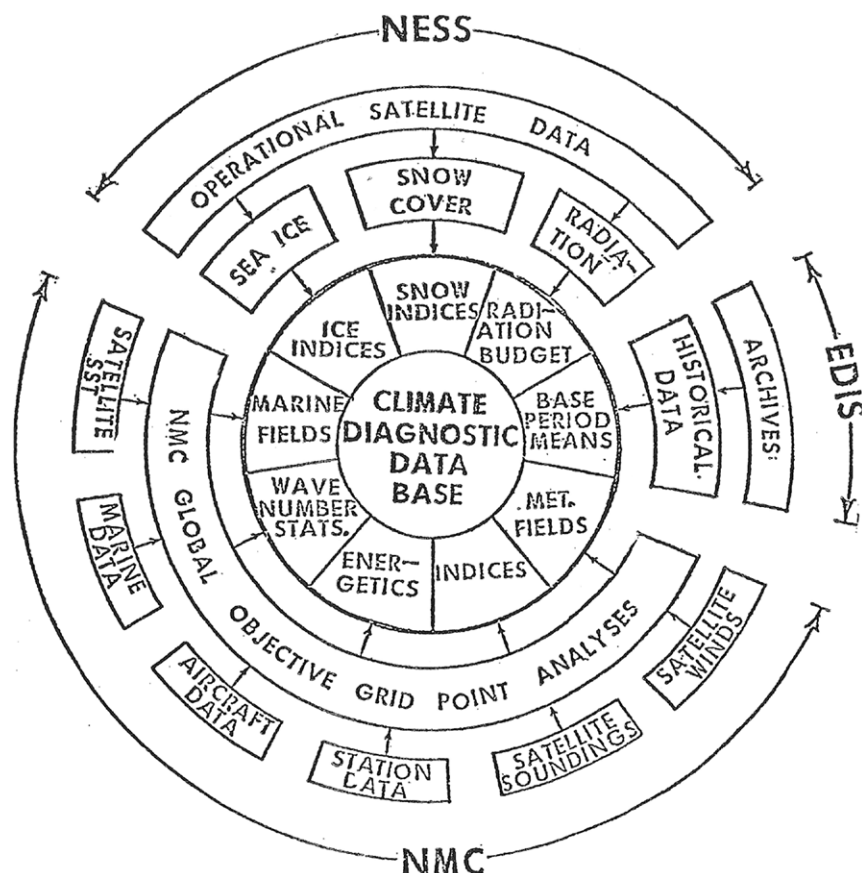 NESS
OPERATIONAL SATELLITE DATA
SEA ICE
SNOW
COVER
RADIA-
TION
ICE
INDICES
SNOW
INDICES
RADI-
ATION
BUDGET
MARINE
FIELDS
BASE
PERIOD
MEANS
WAVE
NUMBER
STATS.
MET.
FIELDS
ENER-
GETICS
INDICES
CLIMATE
DIAGNOSTIC
DATA
BASE
HISTORICAL
DATA
ARCHIVES:
EDIS
SATELLITE
SST
MARINE
DATA
AIRCRAFT
DATA
STATION
DATA
SATELLITE
SOUNDINGS
SATELLITE
WINDS
NMC GLOBAL OBJECTIVE GRID POINT ANALYSES
NMC